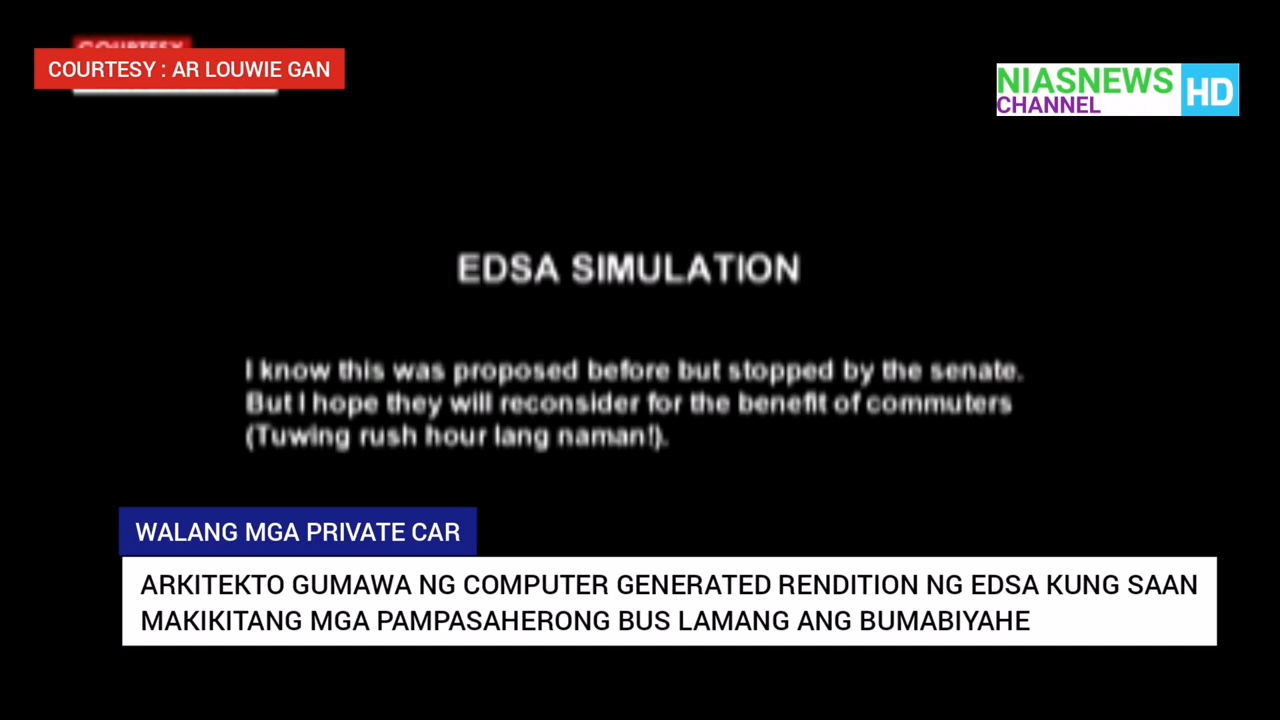 COURTESY : AR LOUWIE GAN
NIASNEWS
CHANNEL
HD
EDSA SIMULATION
I know this was proposed before but stopped by the senate.
But I hope they will reconsider for the benefit of commuters
(Tuwing rush hour lang naman!).
WALANG MGA PRIVATE CAR
ARKITEKTO GUMAWA NG COMPUTER GENERATED RENDITION NG EDSA KUNG SAAN
MAKIKITANG MGA PAMPASAHERONG BUS LAMANG ANG BUMABIYAHE